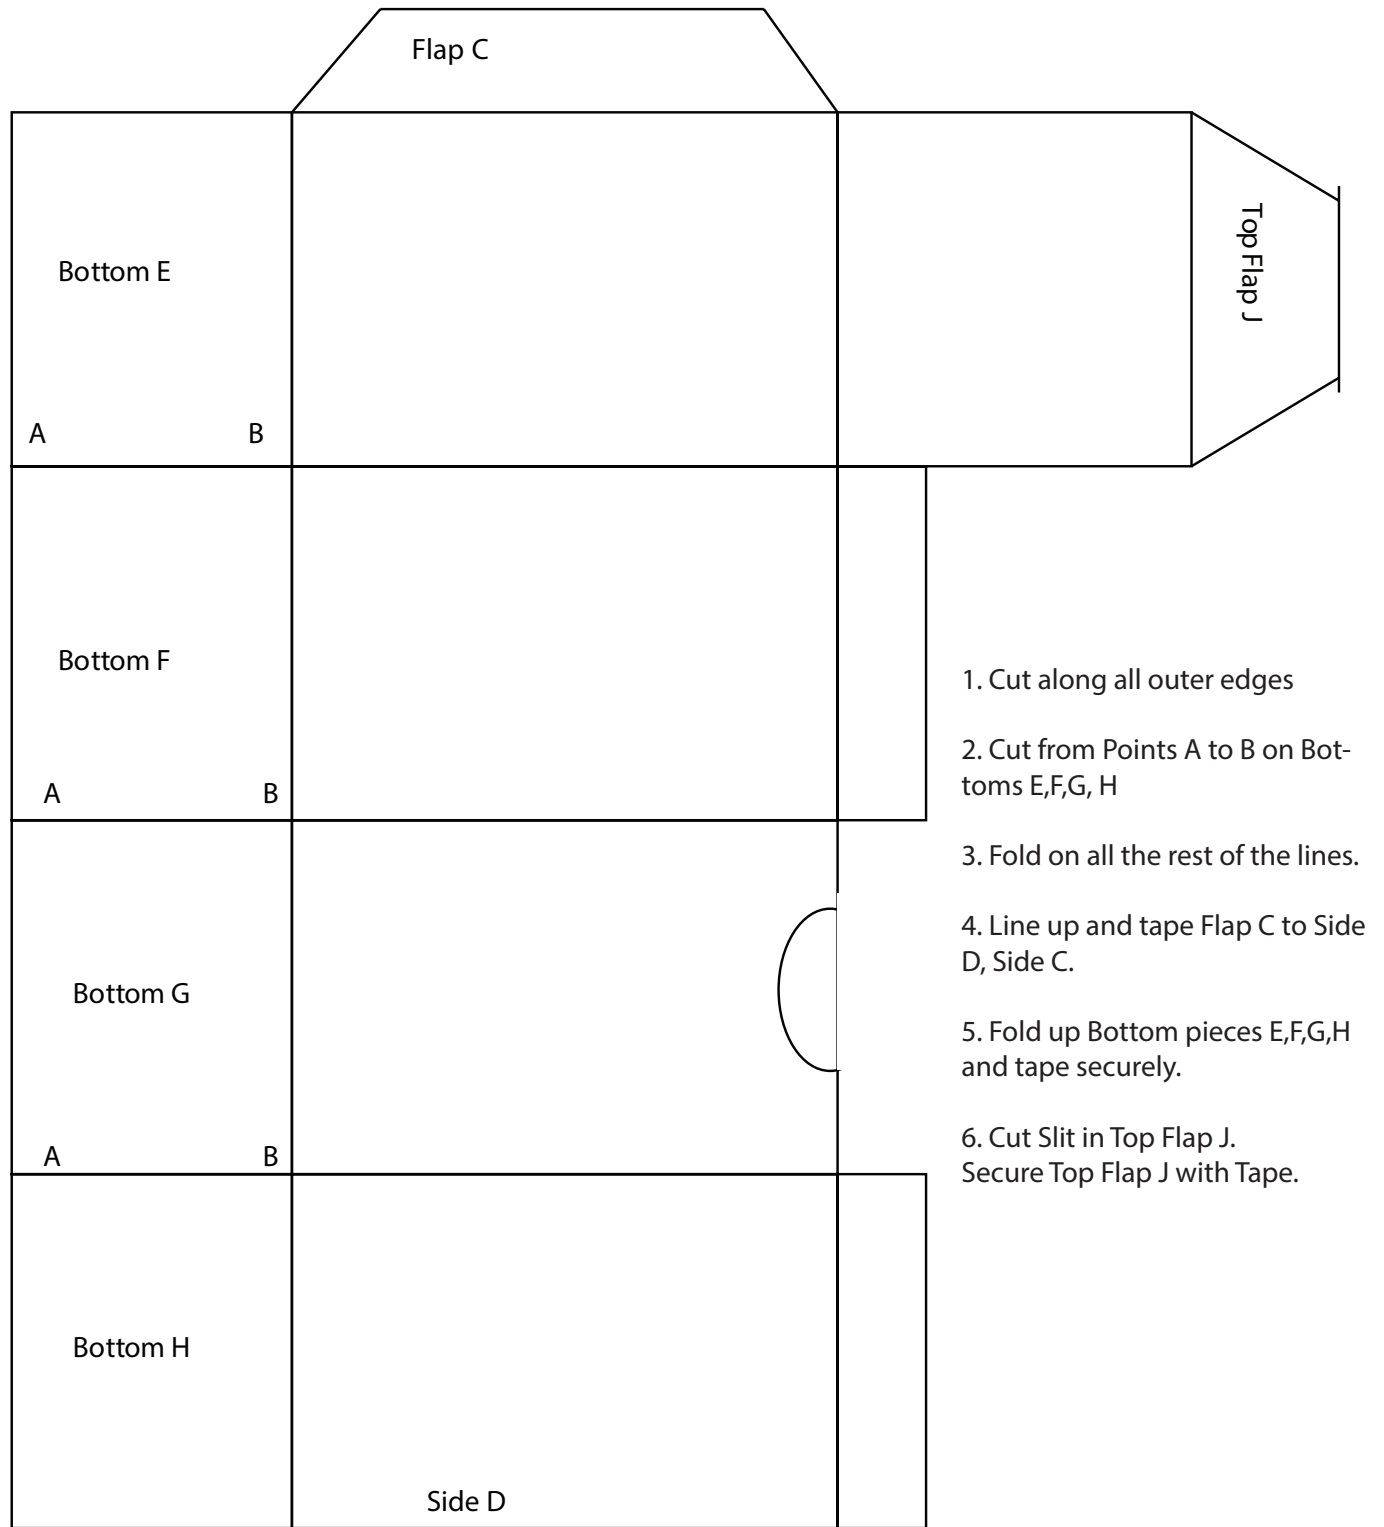 Flap C
Top Flap J
Bottom E
A B
Bottom F
A B
Bottom G
A B
Bottom H
Side D
1. Cut along all outer edges
2. Cut from Points A to B on Bot-
toms E,F,G, H
3. Fold on all the rest of the lines.
4. Line up and tape Flap C to Side
D, Side C.
5. Fold up Bottom pieces E,F,G,H
and tape securely.
6. Cut Slit in Top Flap J.
Secure Top Flap J with Tape.